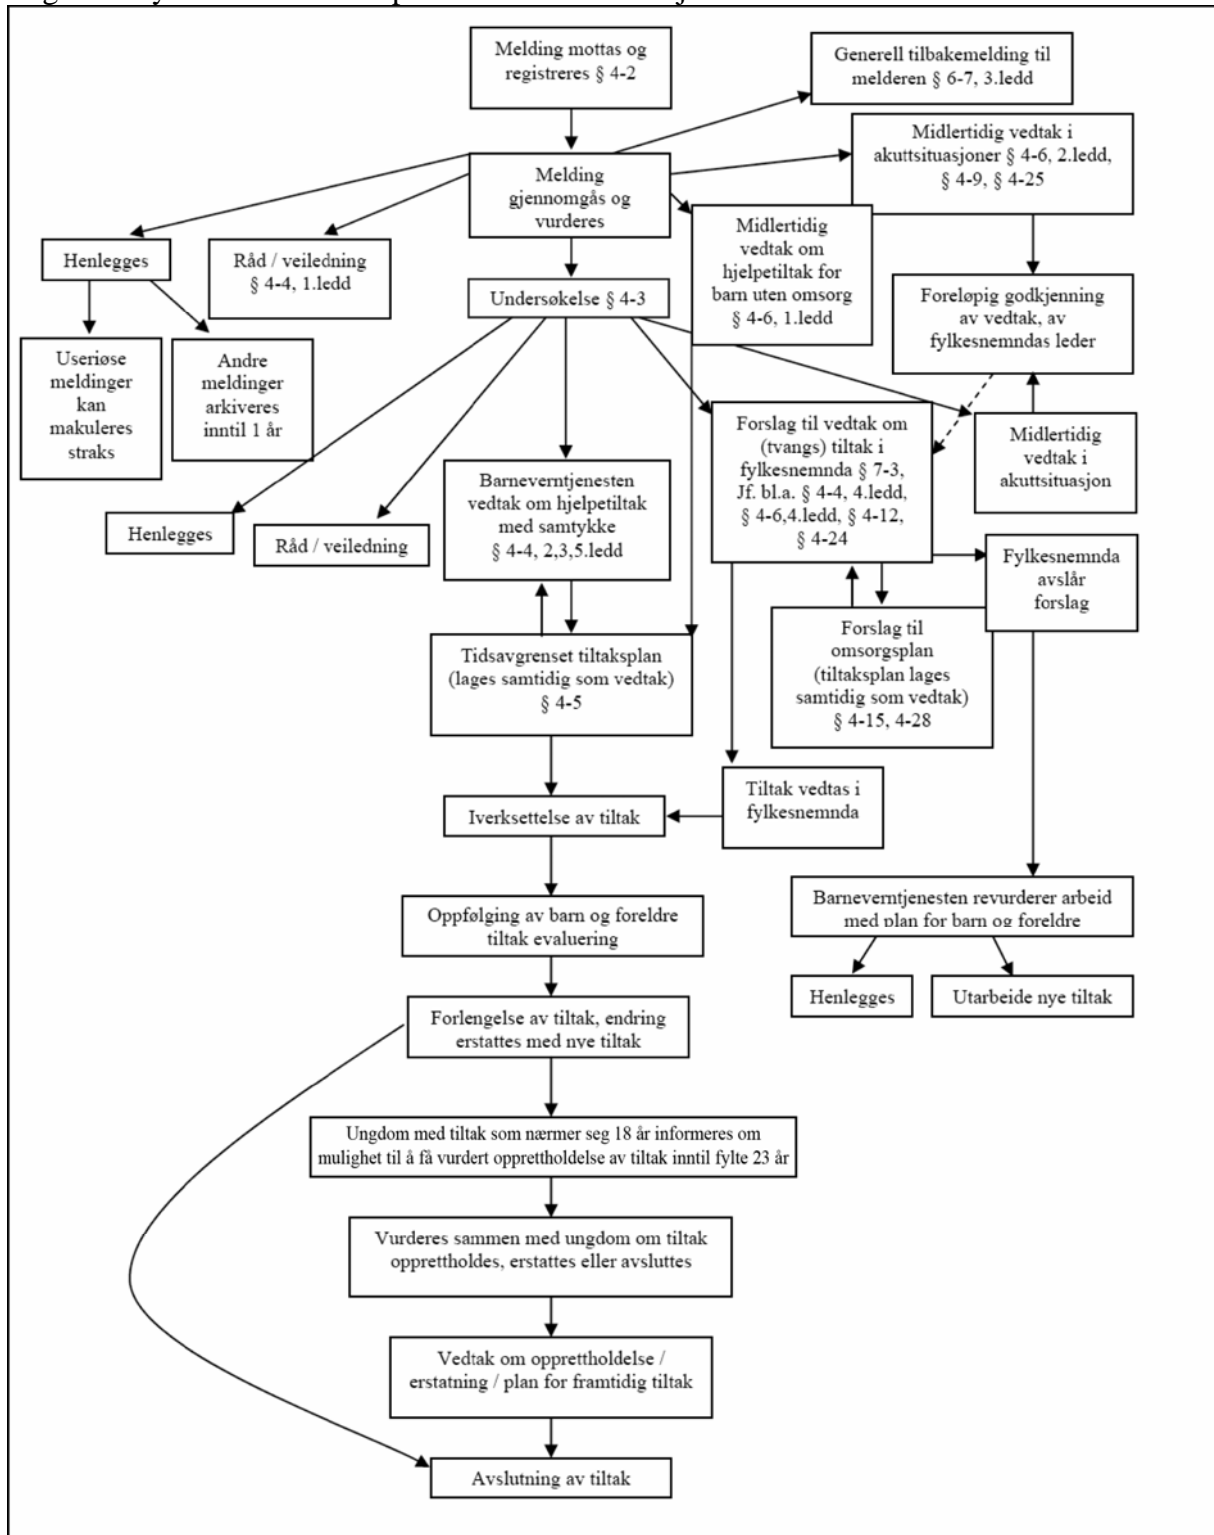 Melding mottas og
registreres § 4-2
Generell tilbakemelding til
melderen § 6-7, 3.ledd
Midlertidig vedtak i
akuttsituasjoner § 4-6, 2.ledd,
§ 4-9, § 4-25
Melding
gjennomgås og
vurderes
Midlertidig
vedtak om
hjelpetiltak for
barn uten omsorg
§ 4-6, 1.ledd
Henlegges
Råd / veiledning
§ 4-4, 1.ledd
Undersøkelse § 4-3
Foreløpig godkjenning
av vedtak, av
fylkesnemndas leder
Useriøse
meldinger
kan
makuleres
straks
Andre
meldinger
arkiveres
inntil 1 år
Forslag til vedtak om
(tvangs) tiltak i
fylkesnemnda § 7-3,
Jf. bl.a. § 4-4, 4.ledd,
§ 4-6,4.ledd, § 4-12,
§ 4-24
Midlertidig
vedtak i
akuttsituasjon
Barneverntjenesten
vedtak om hjelpetiltak
med samtykke
§ 4-4, 2,3,5.ledd
Henlegges
Råd / veiledning
Fylkesnemnda
avslår
forslag
Forslag til
omsorgsplan
(tiltaksplan lages
samtidig som vedtak)
§ 4-15, 4-28
Tidsavgrenset tiltaksplan
(lages samtidig som vedtak)
§ 4-5
Tiltak vedtas i
fylkesnemnda
Iverksettelse av tiltak
Barneverntjenesten revurderer arbeid
med plan for barn og foreldre
Oppfølging av barn og foreldre
tiltak evaluering
Henlegges
Utarbeide nye tiltak
Forlengelse av tiltak, endring
erstattes med nye tiltak
Ungdom med tiltak som nærmer seg 18 år informeres om
mulighet til å få vurdert opprettholdelse av tiltak inntil fylte 23 år
Vurderes sammen med ungdom om tiltak
opprettholdes, erstattes eller avsluttes
Vedtak om opprettholdelse /
erstatning / plan for framtidig tiltak
Avslutning av tiltak